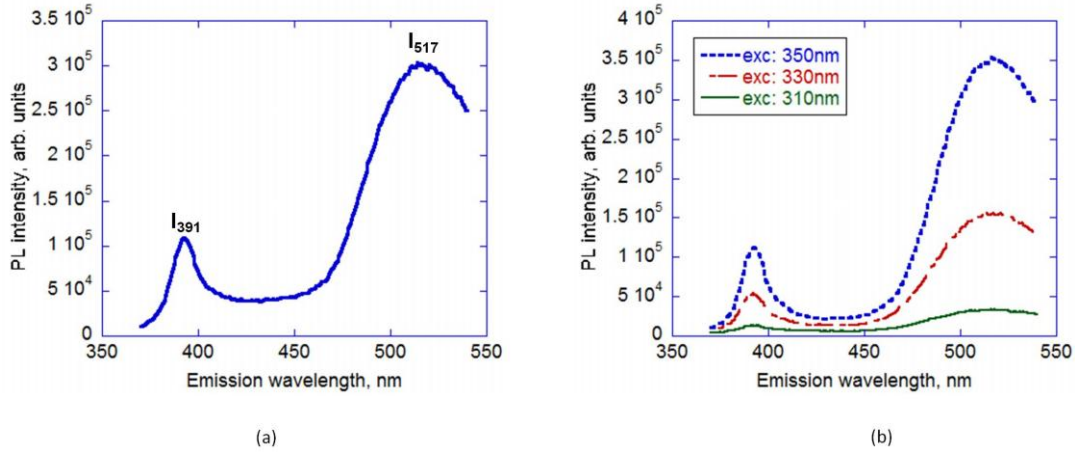 3.5 10⁵
3 10⁵
2.5 10⁵
2 10⁵
1.5 10⁵
1 10⁵
5 10⁴
0
PL intensity, arb. units
I₃₉₁
I₅₁₇
350 400 450 500 550
Emission wavelength, nm
(a)
4 10⁵
3.5 10⁵
3 10⁵
2.5 10⁵
2 10⁵
1.5 10⁵
1 10⁵
5 10⁴
0
PL intensity, arb. units
exc: 350nm
exc: 330nm
exc: 310nm
350 400 450 500 550
Emission wavelength, nm
(b)